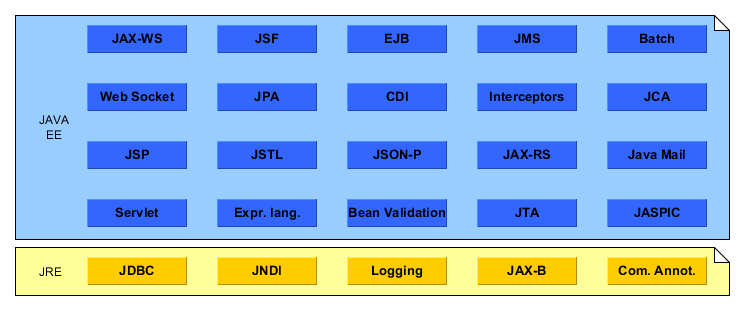 JAX-WS JSF EJB JMS Batch
Web Socket JPA CDI Interceptors JCA
JAVA
EE
JSP JSTL JSON-P JAX-RS Java Mail
Servlet Expr. lang. Bean Validation JTA JASPIC
JRE JDBC JNDI Logging JAX-B Com. Annot.